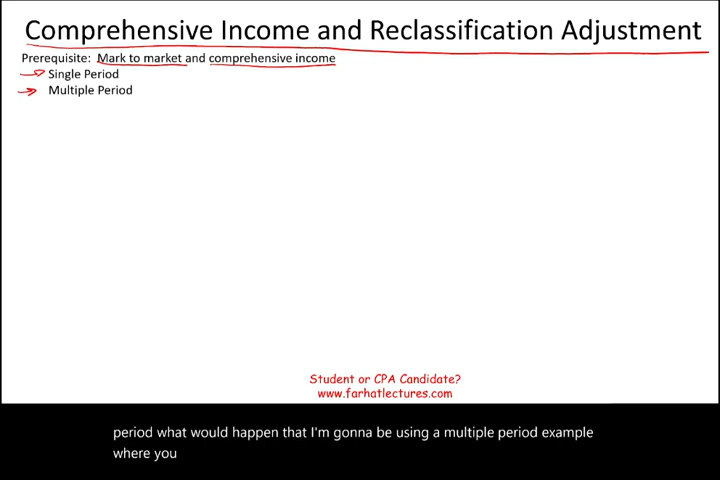 Comprehensive Income and Reclassification Adjustment
Prerequisite: Mark to market and comprehensive income
Single Period
Multiple Period
Student or CPA Candidate?
www.farhatlectures.com
period what would happen that I'm gonna be using a multiple period example
where you